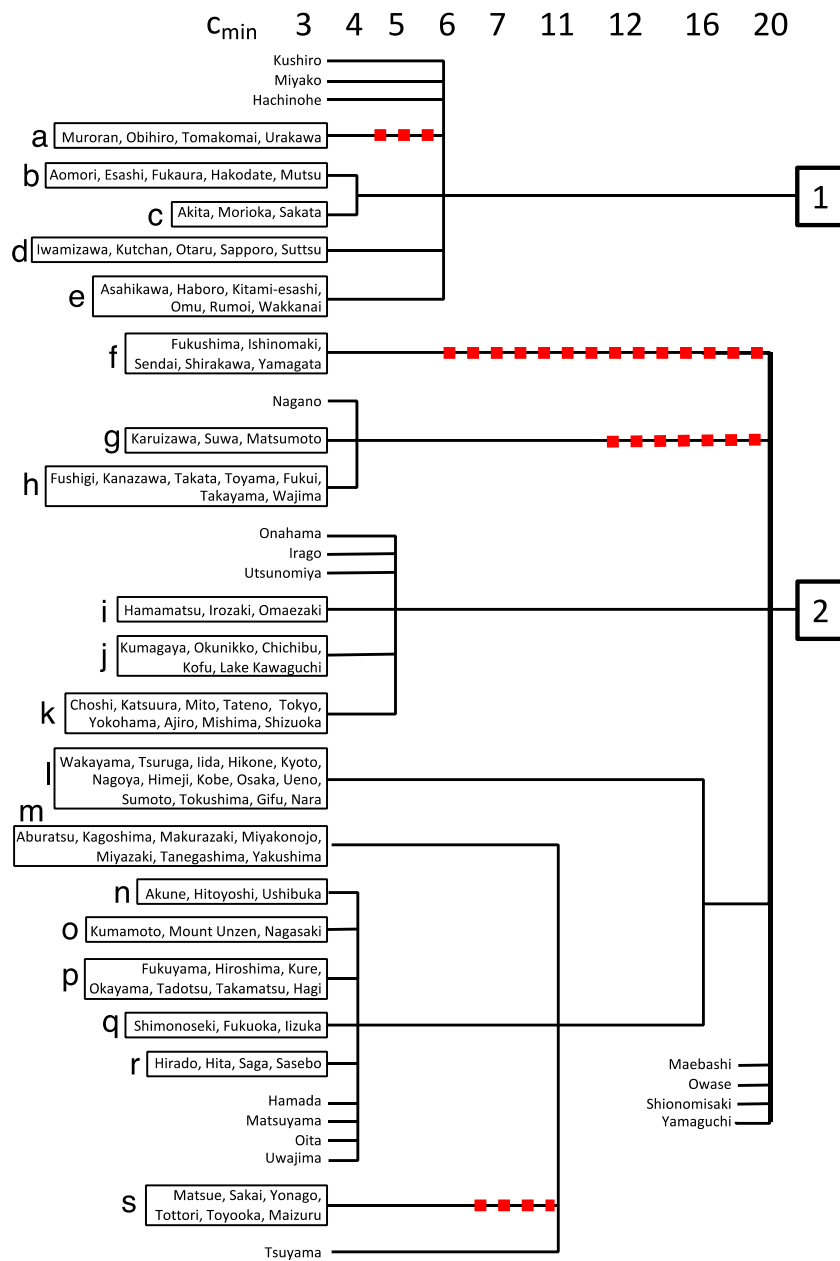 cmin 3 4 5 6 7 11 12 16 20
Kushiro
Miyako
Hachinohe
a Muroran, Obihiro, Tomakomai, Urakawa
b Aomori, Esashi, Fukaura, Hakodate, Mutsu
1
c Akita, Morioka, Sakata
d Iwamizawa, Kutchan, Otaru, Sapporo, Suttsu
e Asahikawa, Haboro, Kitami-esashi,
Omu, Rumoi, Wakkanai
f Fukushima, Ishinomaki,
Sendai, Shirakawa, Yamagata
Nagano
g Karuizawa, Suwa, Matsumoto
h Fushigi, Kanazawa, Takata, Toyama, Fukui,
Takayama, Wajima
Onahama
Irago
Utsunomiya
i Hamamatsu, Irozaki, Omaezaki
2
j Kumagaya, Okunikko, Chichibu,
Kofu, Lake Kawaguchi
k Choshi, Katsuura, Mito, Tateno, Tokyo,
Yokohama, Ajiro, Mishima, Shizuoka
l Wakayama, Tsuruga, Iida, Hikone, Kyoto,
Nagoya, Himeji, Kobe, Osaka, Ueno,
Sumoto, Tokushima, Gifu, Nara
m
Aburatsu, Kagoshima, Makurazaki, Miyakonojo,
Miyazaki, Tanegashima, Yakushima
n Akune, Hitoyoshi, Ushibuka
o Kumamoto, Mount Unzen, Nagasaki
p Fukuyama, Hiroshima, Kure,
Okayama, Tadotsu, Takamatsu, Hagi
q Shimonoseki, Fukuoka, Iizuka
r Hirado, Hita, Saga, Sasebo
Maebashi
Owase
Shionomisaki
Yamaguchi
Hamada
Matsuyama
Oita
Uwajima
s Matsue, Sakai, Yonago,
Tottori, Toyooka, Maizuru
Tsuyama